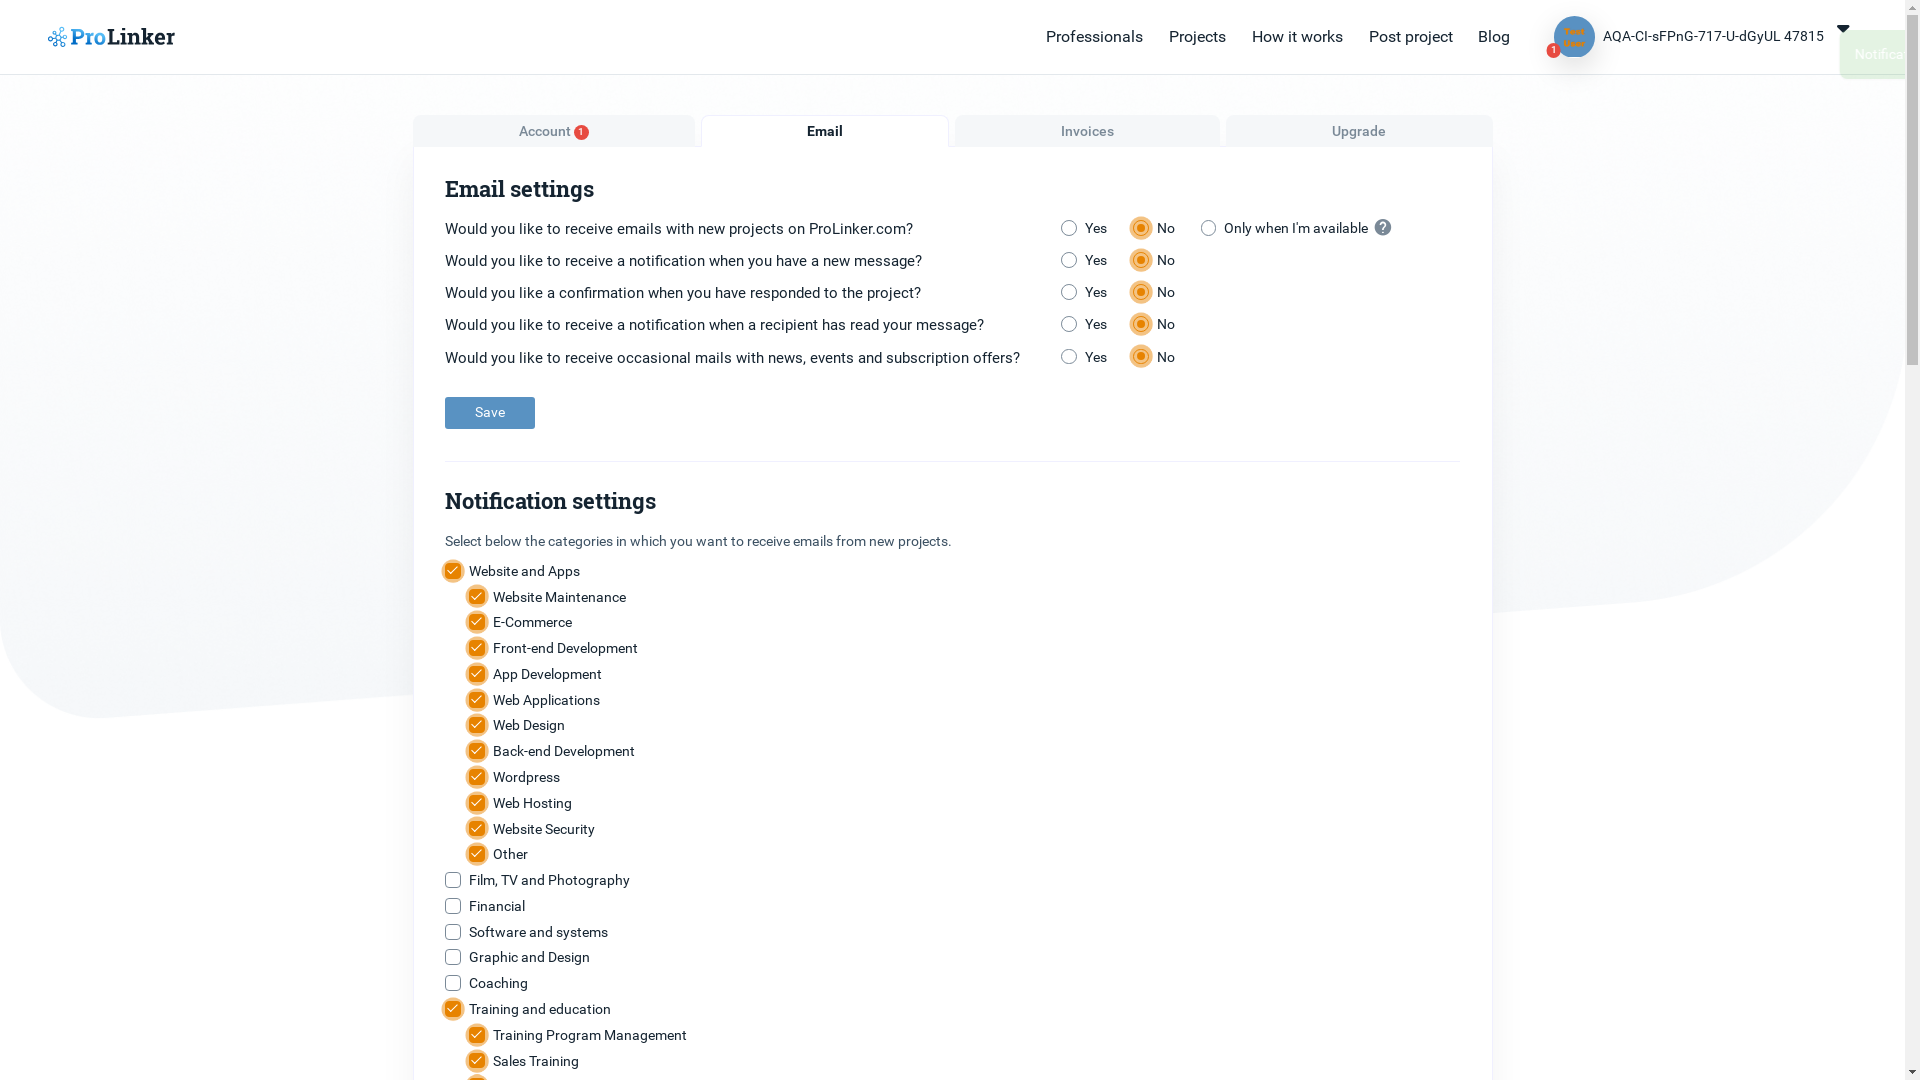 ProLinker
Professionals
Projects
How it works
Post project
Blog
Test
User
1
AQA-CI-sFPnG-717-U-dGyUL 47815
Account 1
Email
Invoices
Upgrade
Email settings
Would you like to receive emails with new projects on ProLinker.com?
Yes
No
Only when I'm available
?
Would you like to receive a notification when you have a new message?
Yes
No
Would you like a confirmation when you have responded to the project?
Yes
No
Would you like to receive a notification when a recipient has read your message?
Yes
No
Would you like to receive occasional mails with news, events and subscription offers?
Yes
No
Save
Notification settings
Select below the categories in which you want to receive emails from new projects.
Website and Apps
Website Maintenance
E-Commerce
Front-end Development
App Development
Web Applications
Web Design
Back-end Development
Wordpress
Web Hosting
Website Security
Other
Film, TV and Photography
Financial
Software and systems
Graphic and Design
Coaching
Training and education
Training Program Management
Sales Training